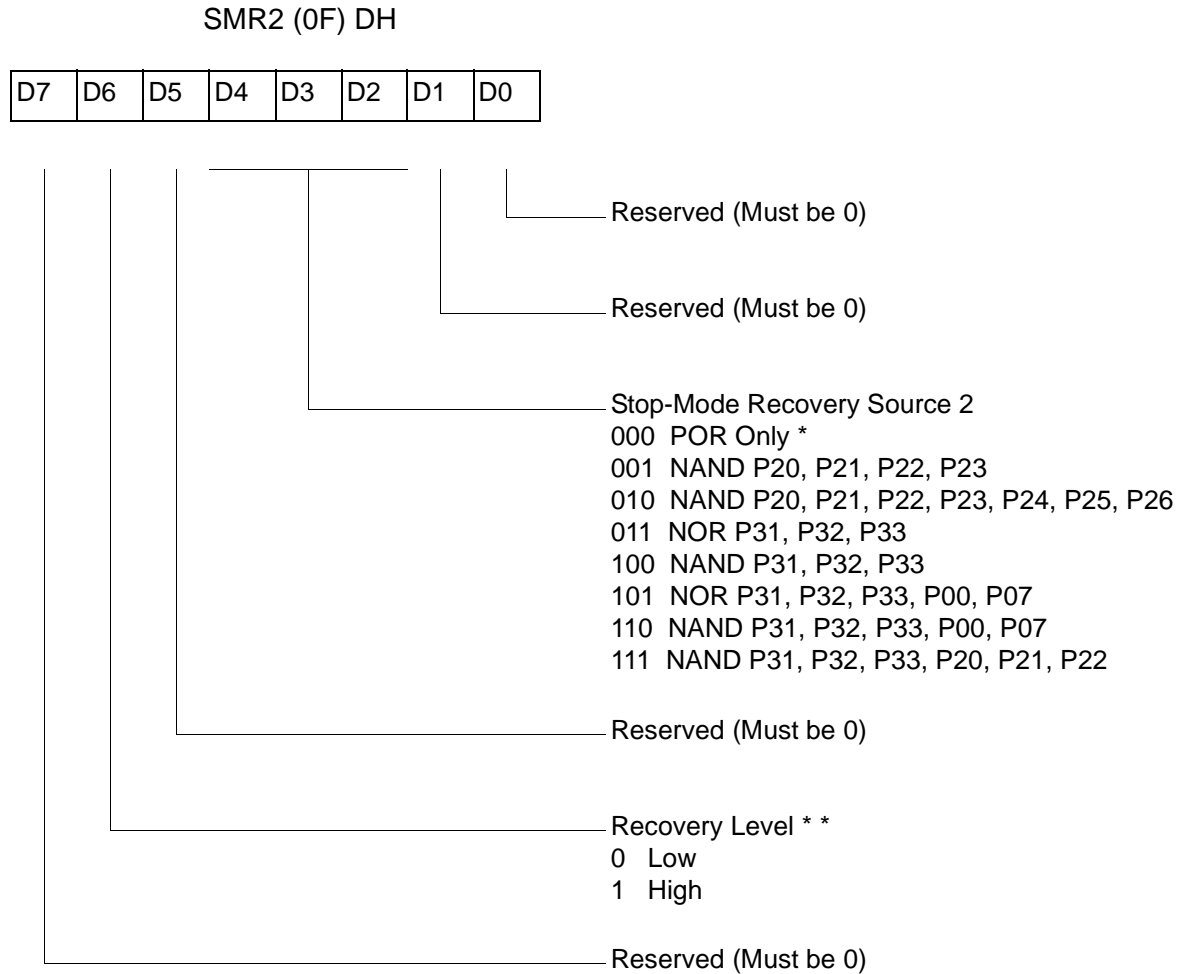 SMR2 (0F) DH
D7 D6 D5 D4 D3 D2 D1 D0
Reserved (Must be 0)
Reserved (Must be 0)
Stop-Mode Recovery Source 2
000 POR Only *
001 NAND P20, P21, P22, P23
010 NAND P20, P21, P22, P23, P24, P25, P26
011 NOR P31, P32, P33
100 NAND P31, P32, P33
101 NOR P31, P32, P33, P00, P07
110 NAND P31, P32, P33, P00, P07
111 NAND P31, P32, P33, P20, P21, P22
Reserved (Must be 0)
Recovery Level * *
0 Low
1 High
Reserved (Must be 0)